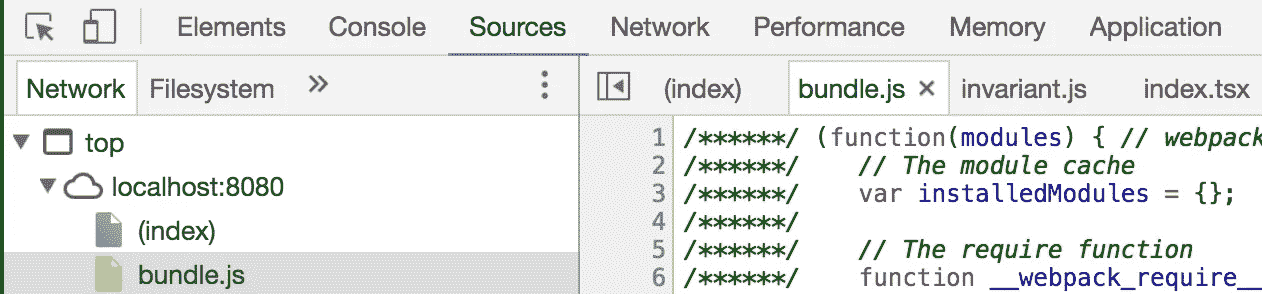 Elements Console Sources Network Performance Memory Application
Network Filesystem » (index) bundle.js × invariant.js index.tsx
top
localhost:8080
(index)
bundle.js
1 /******/ (function(modules) { // webpack
2 /******/ // The module cache
3 /******/ var installedModules = {};
4 /******/
5 /******/ // The require function
6 /******/ function __webpack_require__